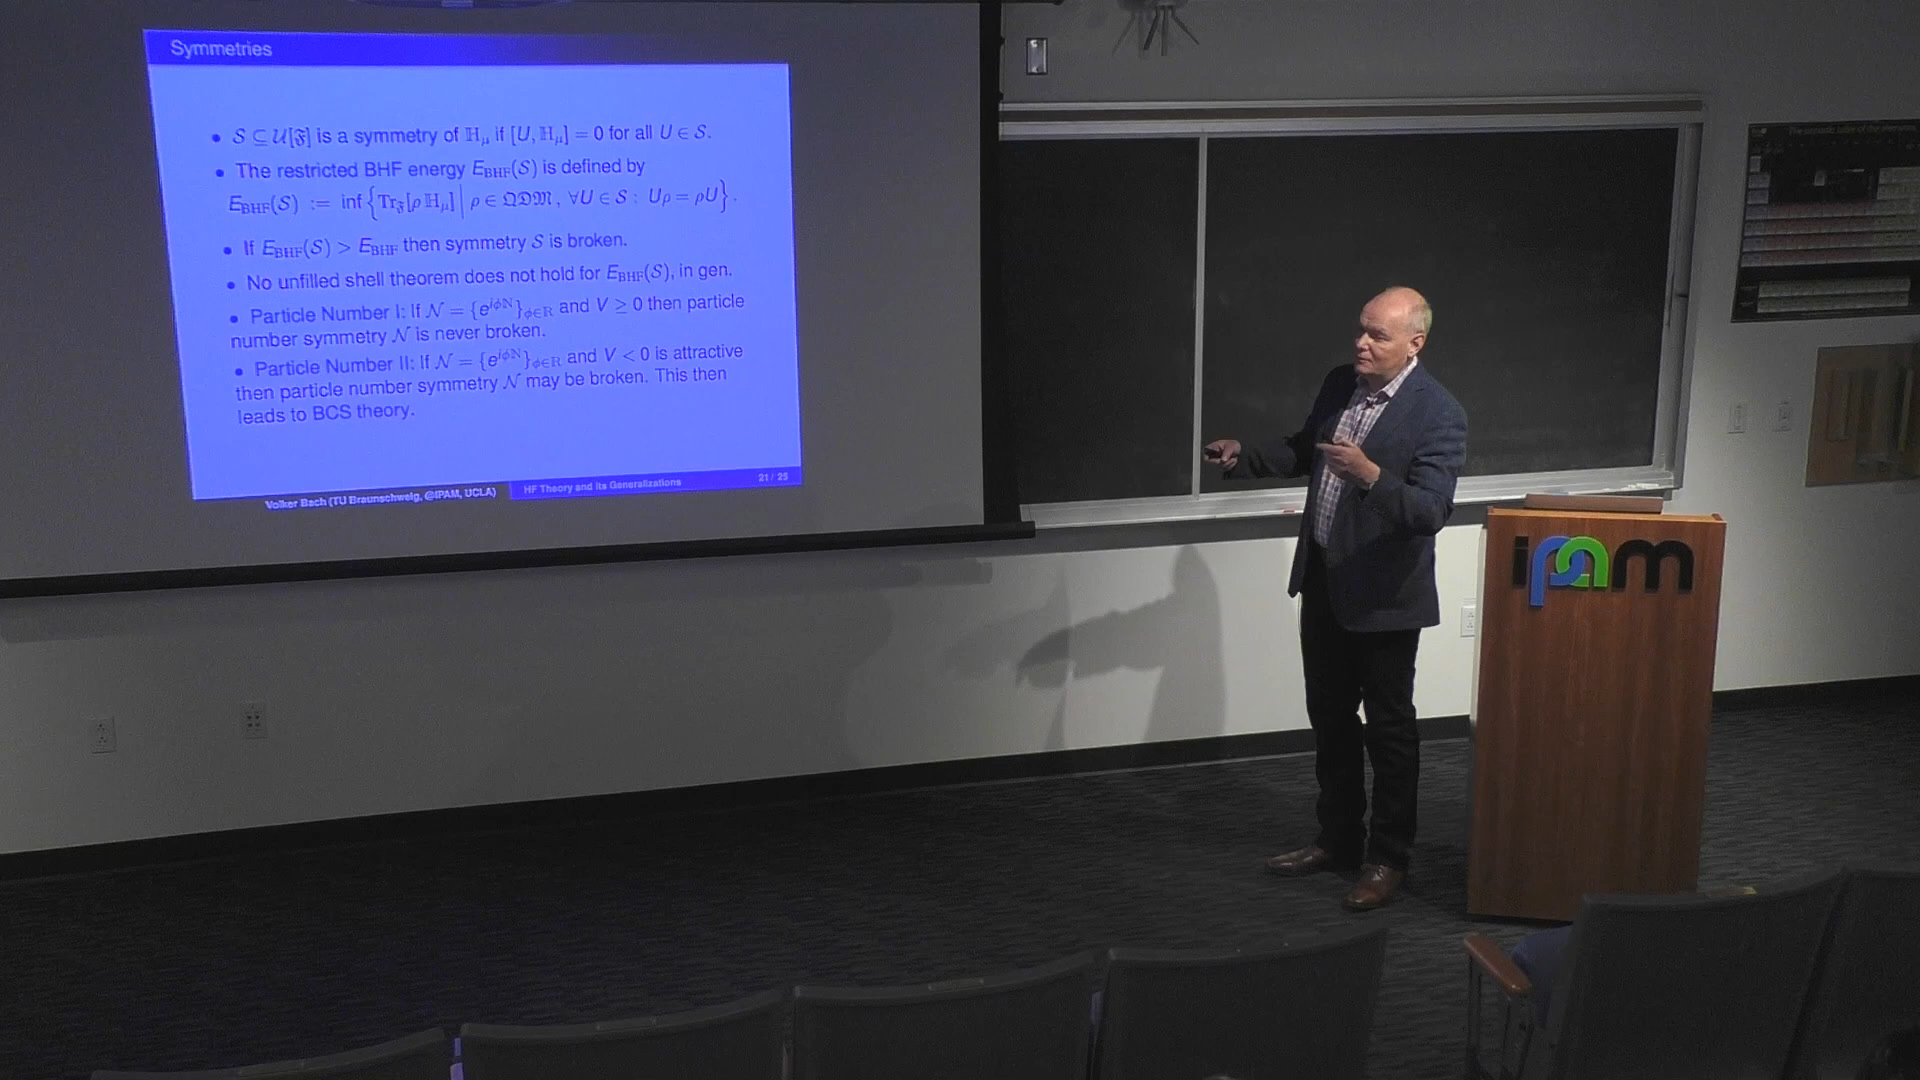 Symmetries
• 𝒮 ⊆ 𝒰[𝔉] is a symmetry of ℍ_μ if [U, ℍ_μ] = 0 for all U ∈ 𝒮.
• The restricted BHF energy E_BHF(𝒮) is defined by
E_BHF(𝒮) := inf { Tr_𝔉[ρ ℍ_μ] | ρ ∈ 𝔔𝔇𝔐, ∀U ∈ 𝒮 : Uρ = ρU }.
• If E_BHF(𝒮) > E_BHF then symmetry 𝒮 is broken.
• No unfilled shell theorem does not hold for E_BHF(𝒮), in gen.
• Particle Number I: If 𝒩 = {e^{iφℕ}}_{φ∈ℝ} and V ≥ 0 then particle
number symmetry 𝒩 is never broken.
• Particle Number II: If 𝒩 = {e^{iφℕ}}_{φ∈ℝ} and V < 0 is attractive
then particle number symmetry 𝒩 may be broken. This then
leads to BCS theory.
Volker Bach (TU Braunschweig, @IPAM, UCLA) HF Theory and its Generalizations 21 / 25
ipam